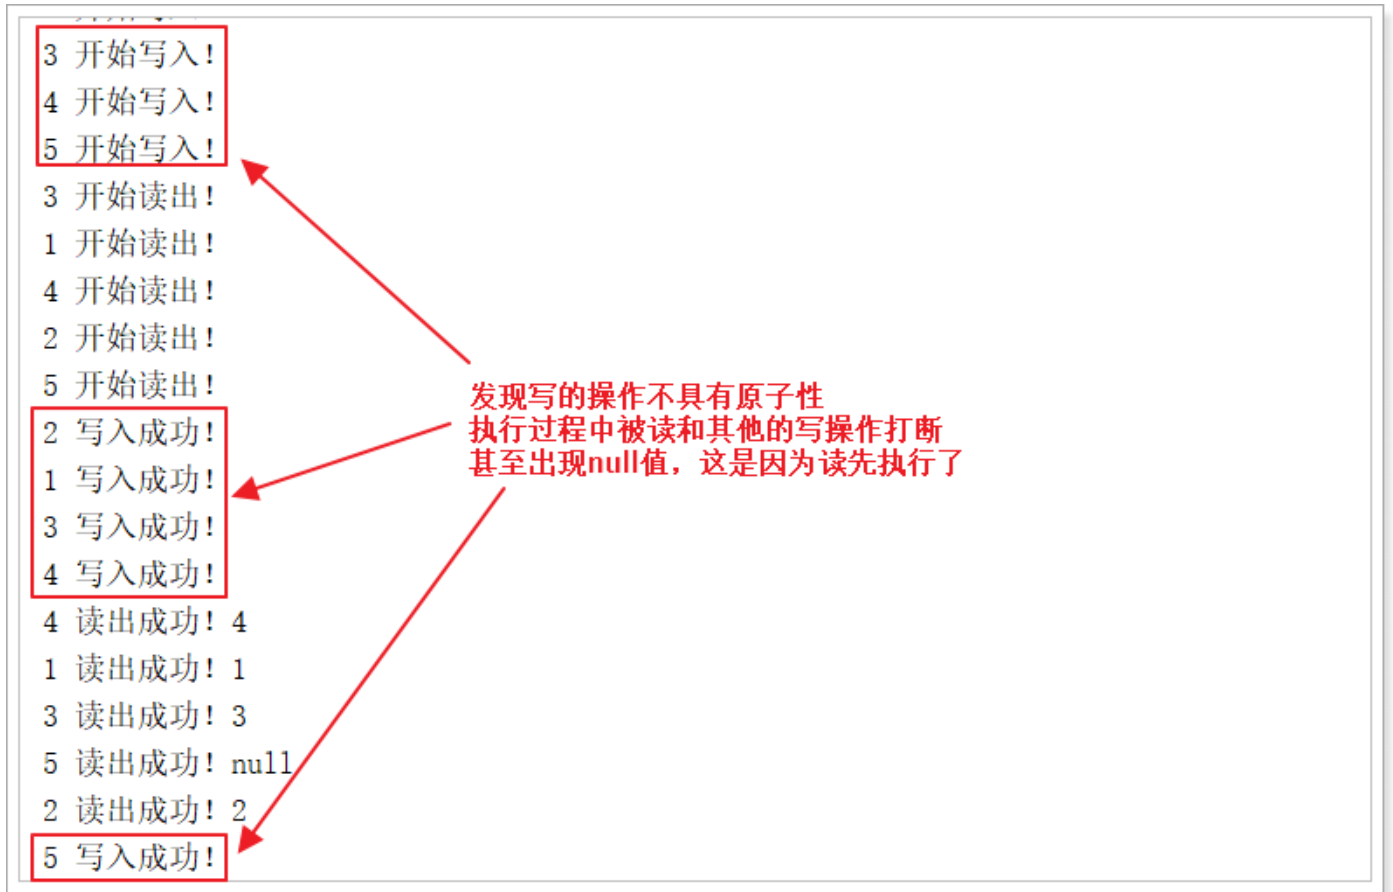 3 开始写入!
4 开始写入!
5 开始写入!
3 开始读出!
1 开始读出!
4 开始读出!
2 开始读出!
5 开始读出!
2 写入成功!
1 写入成功!
3 写入成功!
4 写入成功!
4 读出成功!4
1 读出成功!1
3 读出成功!3
5 读出成功!null
2 读出成功!2
5 写入成功!
发现写的操作不具有原子性
执行过程中被读和其他的写操作打断
甚至出现null值，这是因为读先执行了